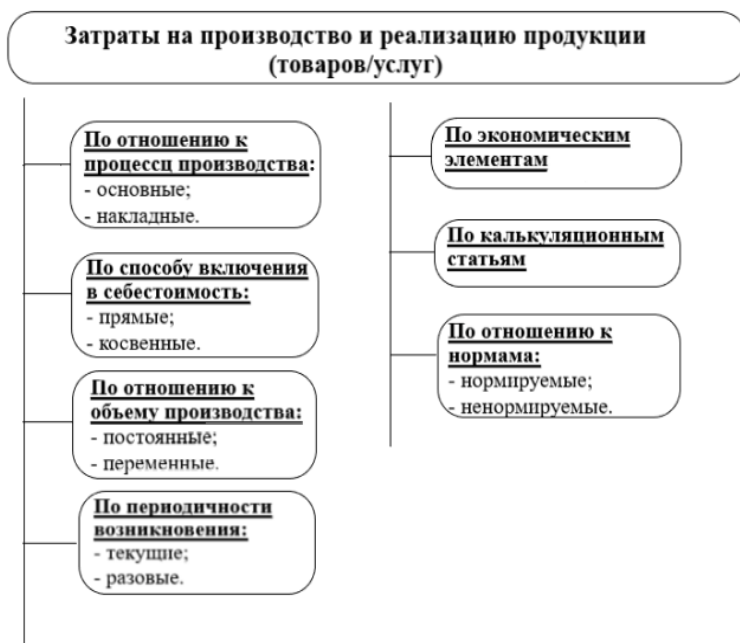 Затраты на производство и реализацию продукции
(товаров/услуг)
По отношению к
процессц производства:
- основные;
- накладные.
По способу включения
в себестоимость:
- прямые;
- косвенные.
По отношению к
объему производства:
- постоянные;
- переменные.
По периодичности
возникновения:
- текущие;
- разовые.
По экономическим
элементам
По калькуляционным
статьям
По отношению к
нормама:
- нормируемые;
- ненормируемые.